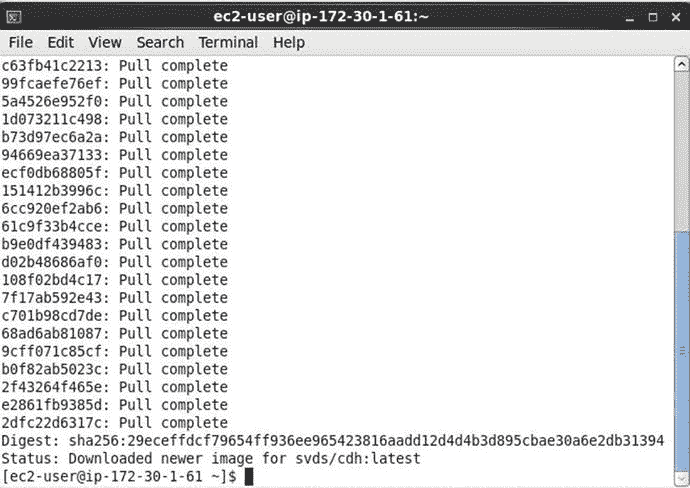 ec2-user@ip-172-30-1-61:~
File Edit View Search Terminal Help
c63fb41c2213: Pull complete
99fcaefe76ef: Pull complete
5a4526e952f0: Pull complete
1d073211c498: Pull complete
b73d97ec6a2a: Pull complete
94669ea37133: Pull complete
ecf0db68805f: Pull complete
151412b3996c: Pull complete
6cc920ef2ab6: Pull complete
61c9f33b4cce: Pull complete
b9e0df439483: Pull complete
d02b48686af0: Pull complete
108f02bd4c17: Pull complete
7f17ab592e43: Pull complete
c701b98cd7de: Pull complete
68ad6ab81087: Pull complete
9cff071c85cf: Pull complete
b0f82ab5023c: Pull complete
2f43264f465e: Pull complete
e2861fb9385d: Pull complete
2dfc22d6317c: Pull complete
Digest: sha256:29eceffdcf79654ff936ee965423816aadd12d4d4b3d895cbae30a6e2db31394
Status: Downloaded newer image for svds/cdh:latest
[ec2-user@ip-172-30-1-61 ~]$